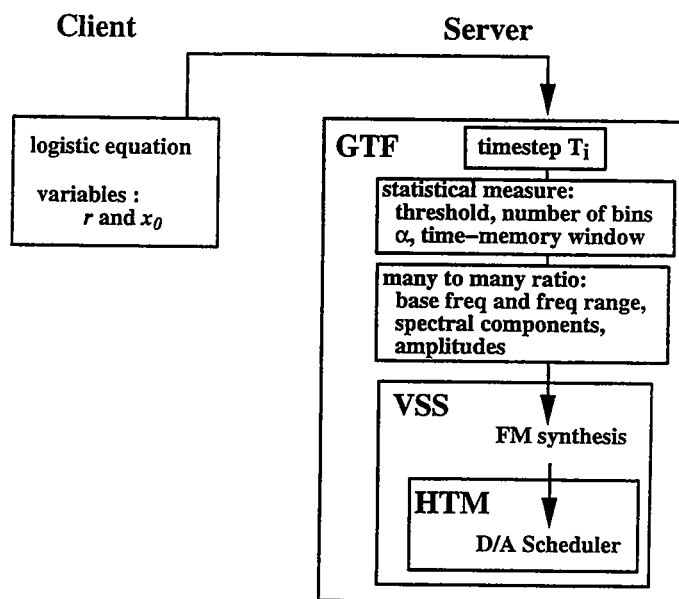 Client
Server
logistic equation
variables :
r and x0
GTF
timestep Ti
statistical measure:
threshold, number of bins
α, time–memory window
many to many ratio:
base freq and freq range,
spectral components,
amplitudes
VSS
FM synthesis
HTM
D/A Scheduler